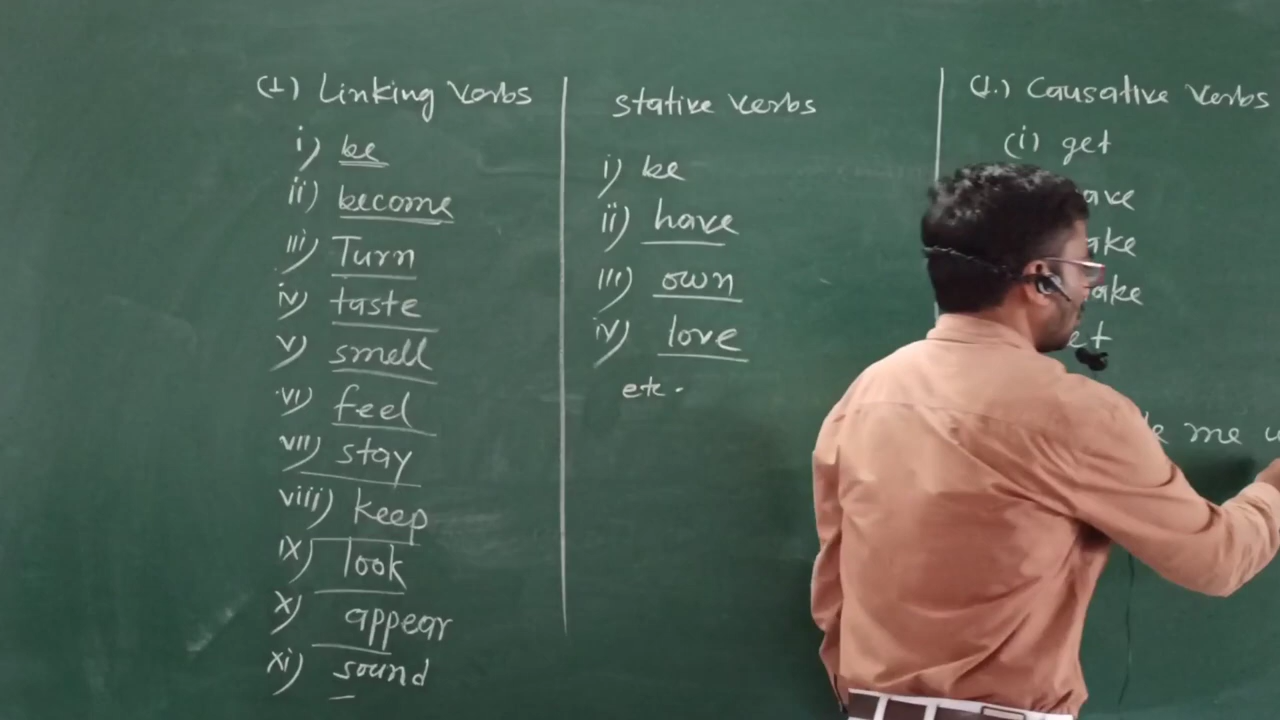 (1) Linking Verbs
i) be
ii) become
iii) Turn
iv) taste
v) smell
vi) feel
vii) stay
viii) keep
ix) look
x) appear
xi) sound
stative verbs
i) be
ii) have
iii) own
iv) love
etc.
(1.) Causative Verbs
(i) get
me